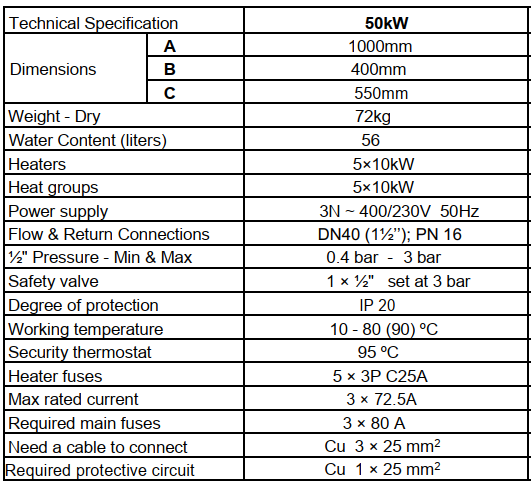 Technical Specification 50kW
Dimensions A 1000mm
B 400mm
C 550mm
Weight - Dry 72kg
Water Content (liters) 56
Heaters 5×10kW
Heat groups 5×10kW
Power supply 3N ~ 400/230V 50Hz
Flow & Return Connections DN40 (1½’’); PN 16
½" Pressure - Min & Max 0.4 bar - 3 bar
Safety valve 1 × ½" set at 3 bar
Degree of protection IP 20
Working temperature 10 - 80 (90) ºC
Security thermostat 95 ºC
Heater fuses 5 × 3P C25A
Max rated current 3 × 72.5A
Required main fuses 3 × 80 A
Need a cable to connect Cu 3 × 25 mm²
Required protective circuit Cu 1 × 25 mm²